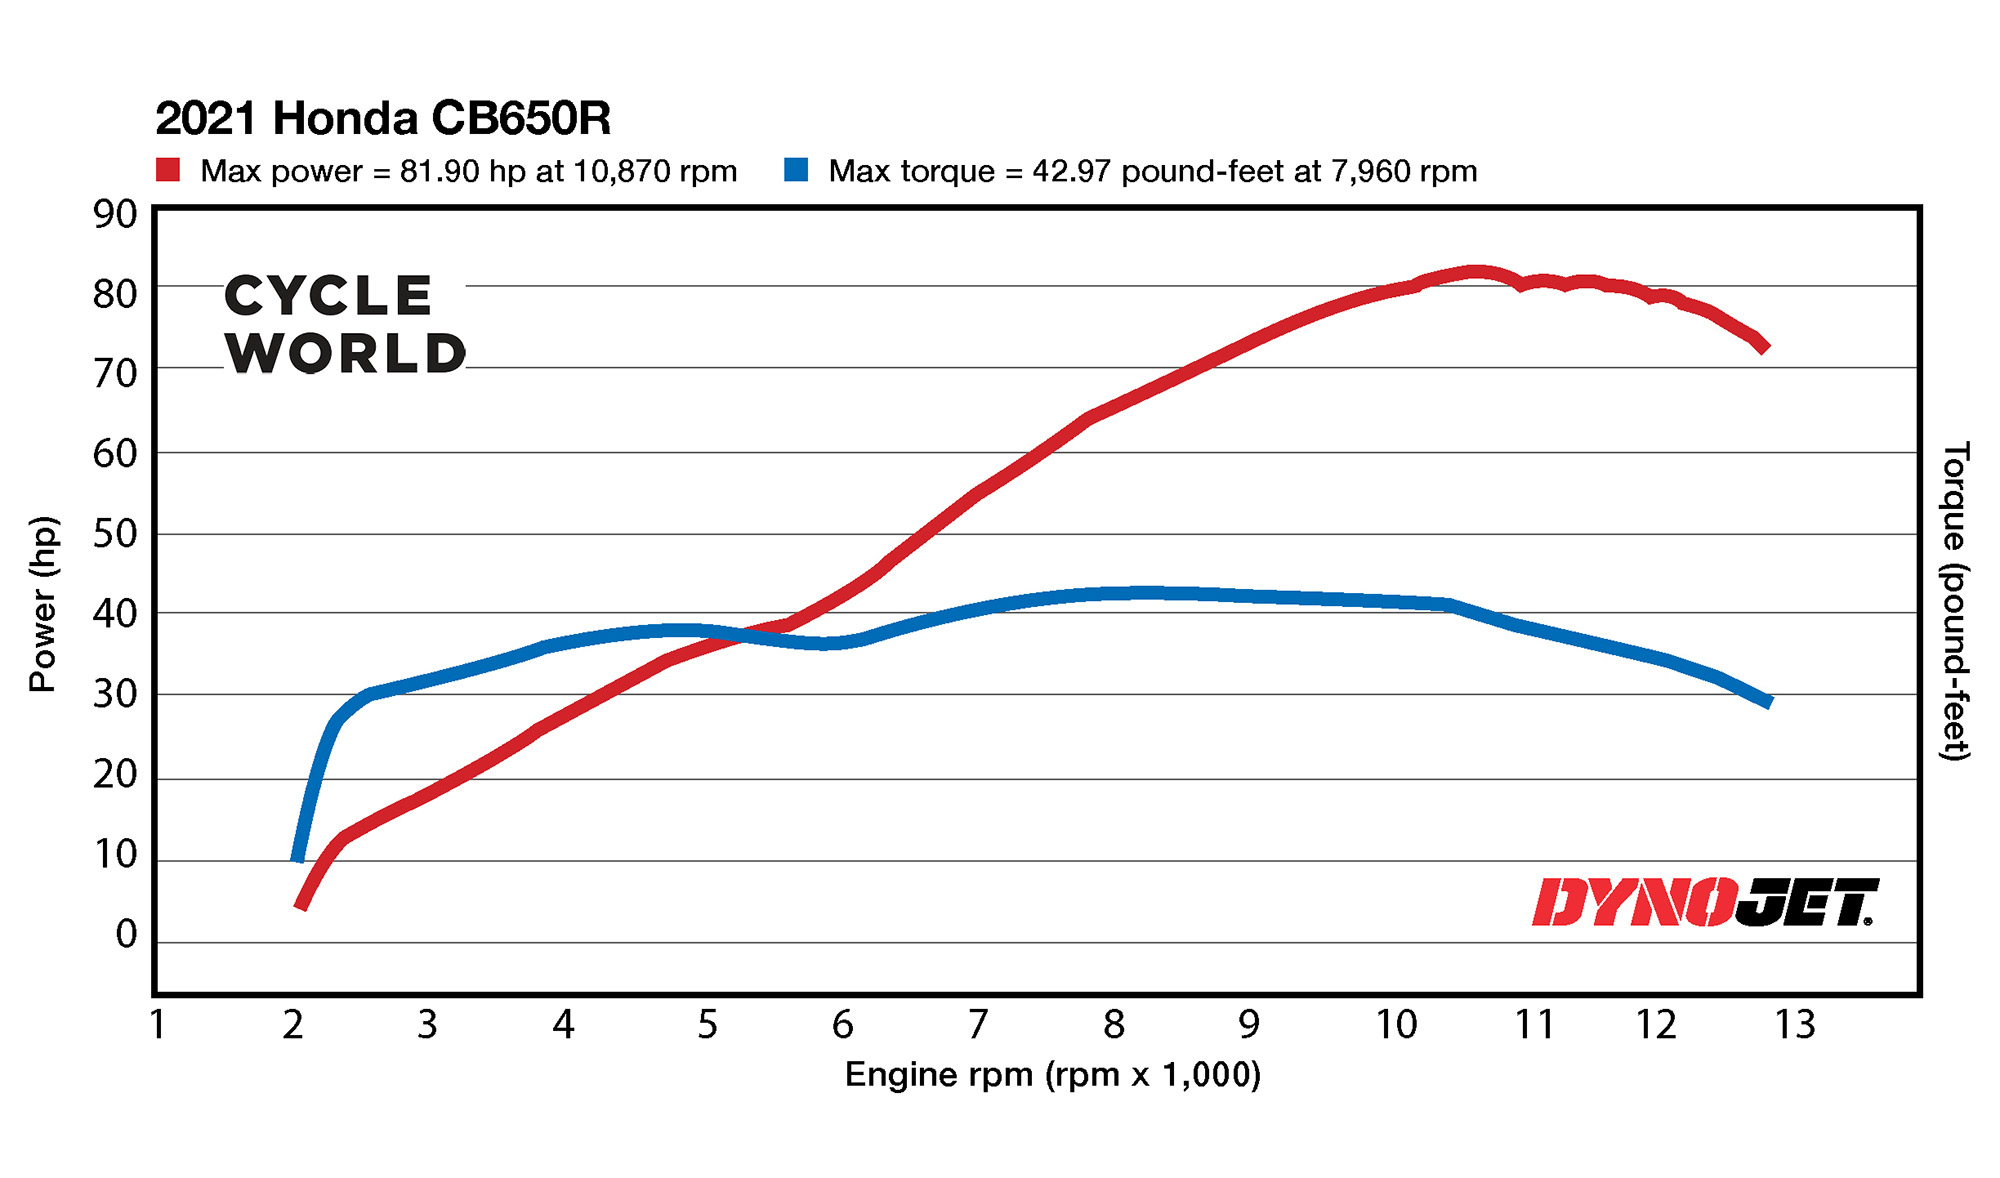 2021 Honda CB650R
Max power = 81.90 hp at 10,870 rpm Max torque = 42.97 pound-feet at 7,960 rpm
90
80
70
60
50
40
30
20
10
0
CYCLE
WORLD
Power (hp)
Torque (pound-feet)
DYNOJET®
1 2 3 4 5 6 7 8 9 10 11 12 13
Engine rpm (rpm x 1,000)